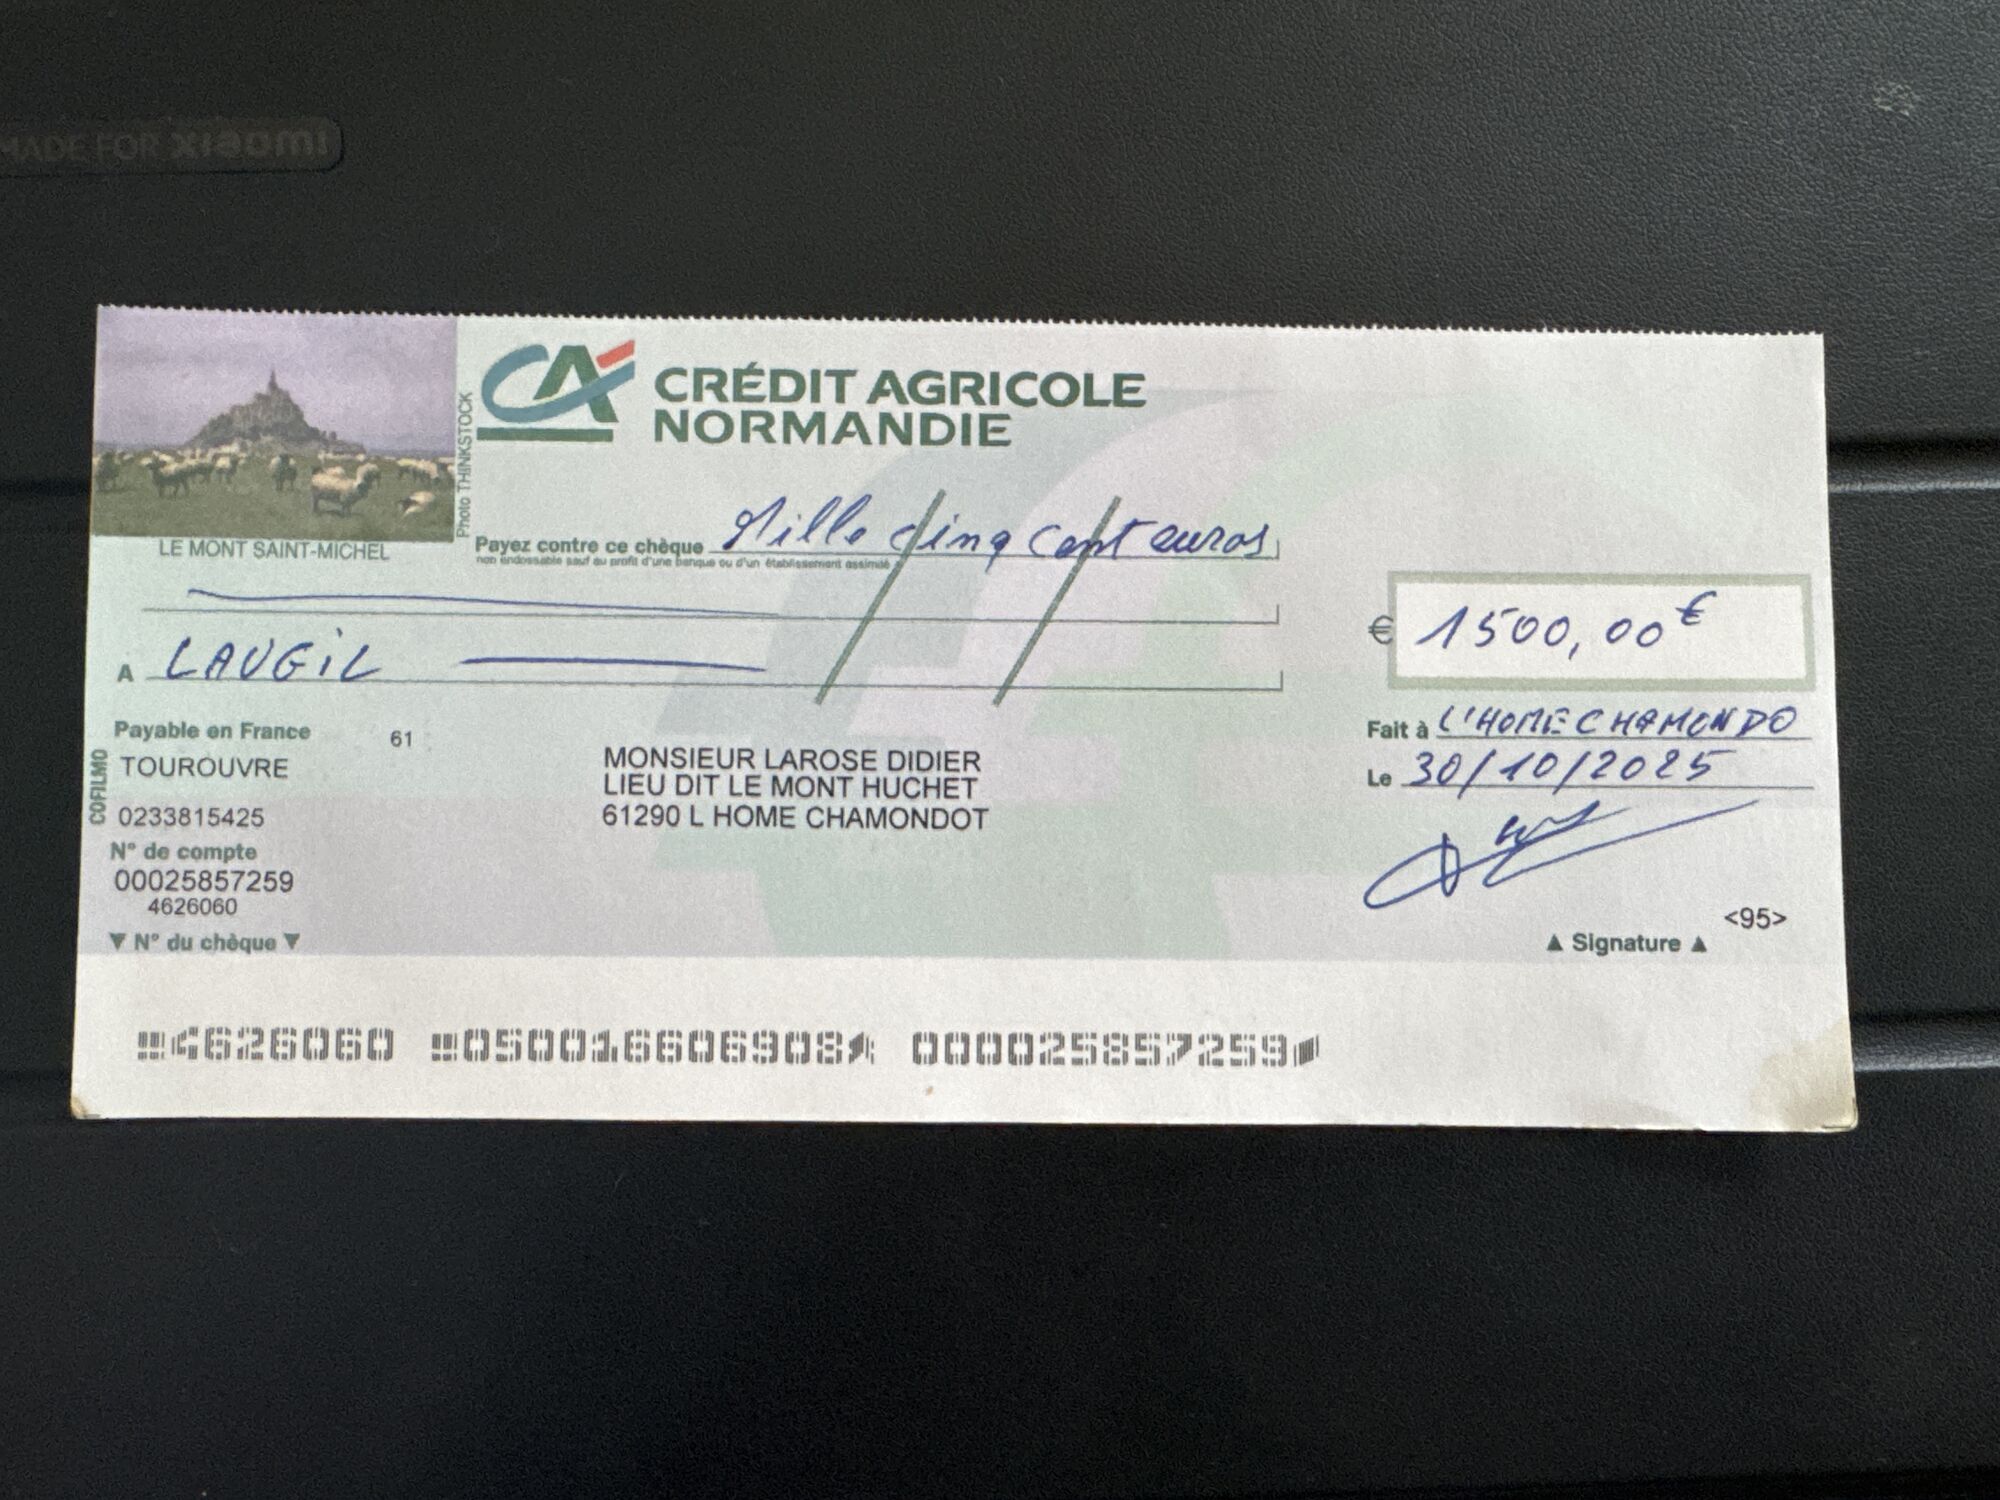 MADE FOR xiaomi
CRÉDIT AGRICOLE
NORMANDIE
Photo THINKSTOCK
LE MONT SAINT-MICHEL
Payez contre ce chèque Mille cinq cent euros
non endossable sauf au profit d'une banque ou d'un établissement assimilé
€ 1500,00€
A LAUGIL
Payable en France 61
TOUROUVRE
0233815425
COFILMO
N° de compte
00025857259
4626060
▼ N° du chèque ▼
MONSIEUR LAROSE DIDIER
LIEU DIT LE MONT HUCHET
61290 L HOME CHAMONDOT
Fait à L'HOME CHAMONDO
Le 30/10/2025
<95>
▲ Signature ▲
4626060 050016606908 000025857259